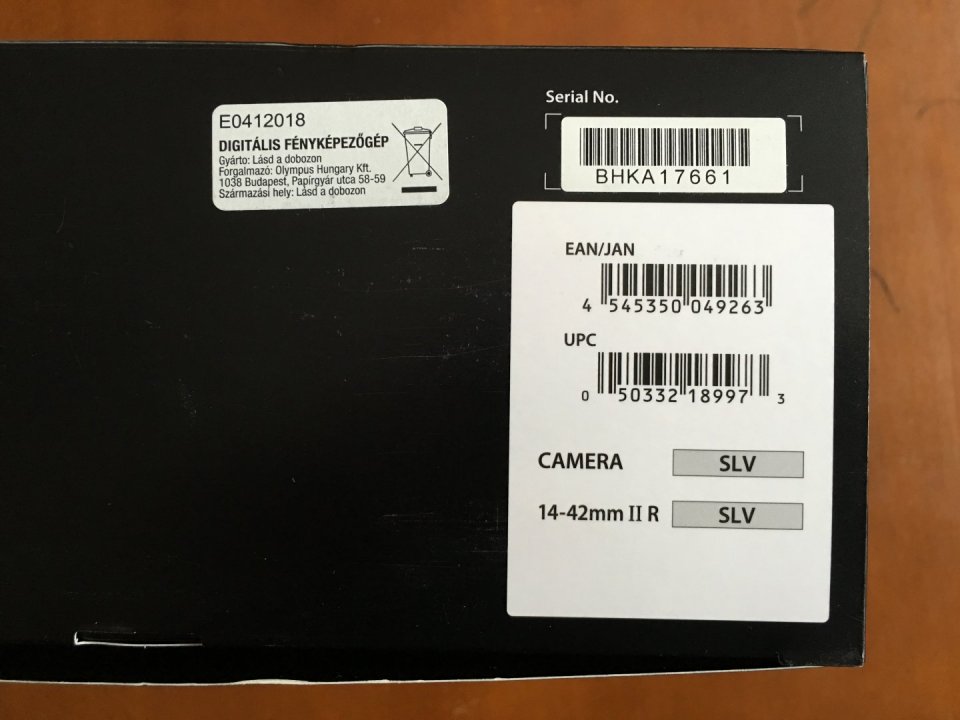 E0412018
DIGITÁLIS FÉNYKÉPEZŐGÉP
Gyárto: Lásd a dobozon
Forgalmazó: Olympus Hungary Kft.
1038 Budapest, Papírgyár utca 58-59
Származási hely: Lásd a dobozon
Serial No.
BHKA17661
EAN/JAN
4 545350 049263
UPC
0 50332 18997 3
CAMERA SLV
14-42mm II R SLV